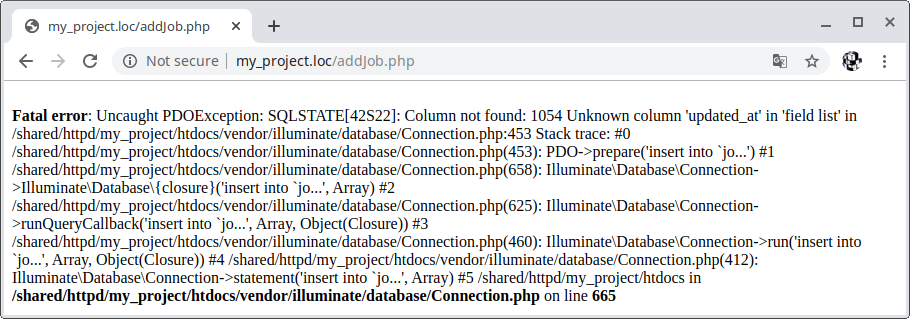 my_project.loc/addJob.php
Not secure | my_project.loc/addJob.php
Fatal error: Uncaught PDOException: SQLSTATE[42S22]: Column not found: 1054 Unknown column 'updated_at' in 'field list' in
/shared/httpd/my_project/htdocs/vendor/illuminate/database/Connection.php:453 Stack trace: #0
/shared/httpd/my_project/htdocs/vendor/illuminate/database/Connection.php(453): PDO->prepare('insert into `jo...') #1
/shared/httpd/my_project/htdocs/vendor/illuminate/database/Connection.php(658): Illuminate\Database\Connection-
>Illuminate\Database\{closure}('insert into `jo...', Array) #2
/shared/httpd/my_project/htdocs/vendor/illuminate/database/Connection.php(625): Illuminate\Database\Connection-
>runQueryCallback('insert into `jo...', Array, Object(Closure)) #3
/shared/httpd/my_project/htdocs/vendor/illuminate/database/Connection.php(460): Illuminate\Database\Connection->run('insert into
`jo...', Array, Object(Closure)) #4 /shared/httpd/my_project/htdocs/vendor/illuminate/database/Connection.php(412):
Illuminate\Database\Connection->statement('insert into `jo...', Array) #5 /shared/httpd/my_project/htdocs in
/shared/httpd/my_project/htdocs/vendor/illuminate/database/Connection.php on line 665